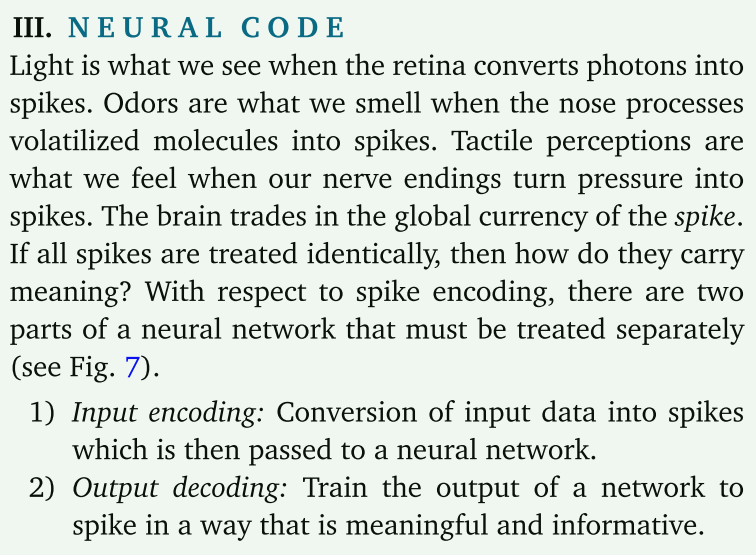 III. NEURAL CODE
Light is what we see when the retina converts photons into
spikes. Odors are what we smell when the nose processes
volatilized molecules into spikes. Tactile perceptions are
what we feel when our nerve endings turn pressure into
spikes. The brain trades in the global currency of the spike.
If all spikes are treated identically, then how do they carry
meaning? With respect to spike encoding, there are two
parts of a neural network that must be treated separately
(see Fig. 7).
1) Input encoding: Conversion of input data into spikes
which is then passed to a neural network.
2) Output decoding: Train the output of a network to
spike in a way that is meaningful and informative.